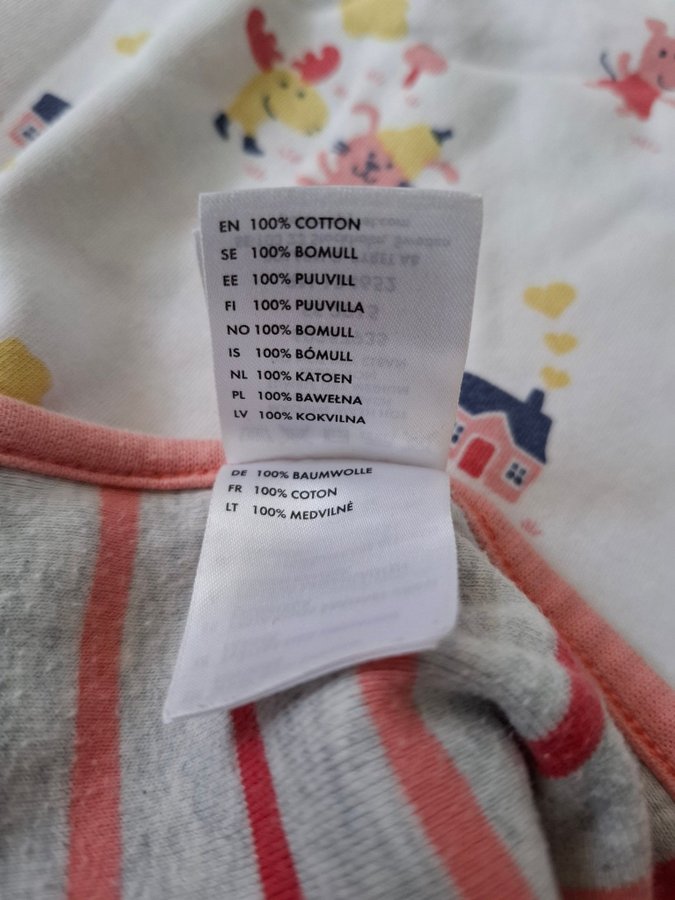 EN 100% COTTON
SE 100% BOMULL
EE 100% PUUVILL
FI 100% PUUVILLA
NO 100% BOMULL
IS 100% BÓMULL
NL 100% KATOEN
PL 100% BAWEŁNA
LV 100% KOKVILNA
DE 100% BAUMWOLLE
FR 100% COTON
LT 100% MEDVILNĖ